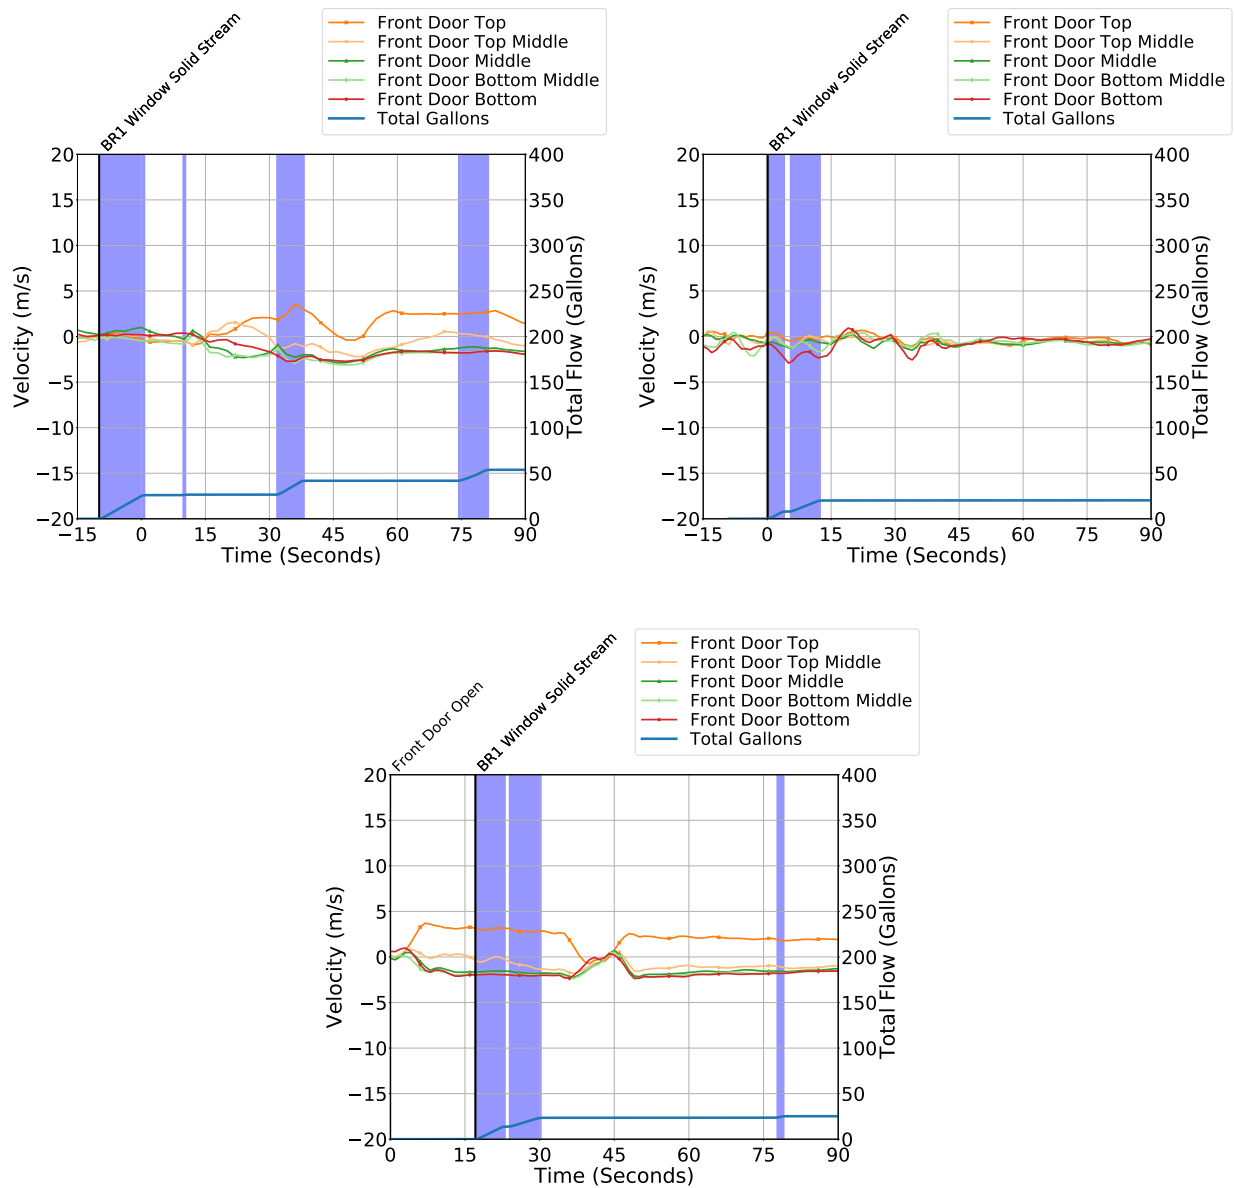 BR1 Window Solid Stream
Front Door Top
Front Door Top Middle
Front Door Middle
Front Door Bottom Middle
Front Door Bottom
Total Gallons
20
15
10
5
0
−5
−10
−15
−20
Velocity (m/s)
400
350
300
250
200
150
100
50
0
Total Flow (Gallons)
−15 0 15 30 45 60 75 90
Time (Seconds)
BR1 Window Solid Stream
Front Door Top
Front Door Top Middle
Front Door Middle
Front Door Bottom Middle
Front Door Bottom
Total Gallons
20
15
10
5
0
−5
−10
−15
−20
Velocity (m/s)
400
350
300
250
200
150
100
50
0
Total Flow (Gallons)
−15 0 15 30 45 60 75 90
Time (Seconds)
Front Door Open
BR1 Window Solid Stream
Front Door Top
Front Door Top Middle
Front Door Middle
Front Door Bottom Middle
Front Door Bottom
Total Gallons
20
15
10
5
0
−5
−10
−15
−20
Velocity (m/s)
400
350
300
250
200
150
100
50
0
Total Flow (Gallons)
0 15 30 45 60 75 90
Time (Seconds)